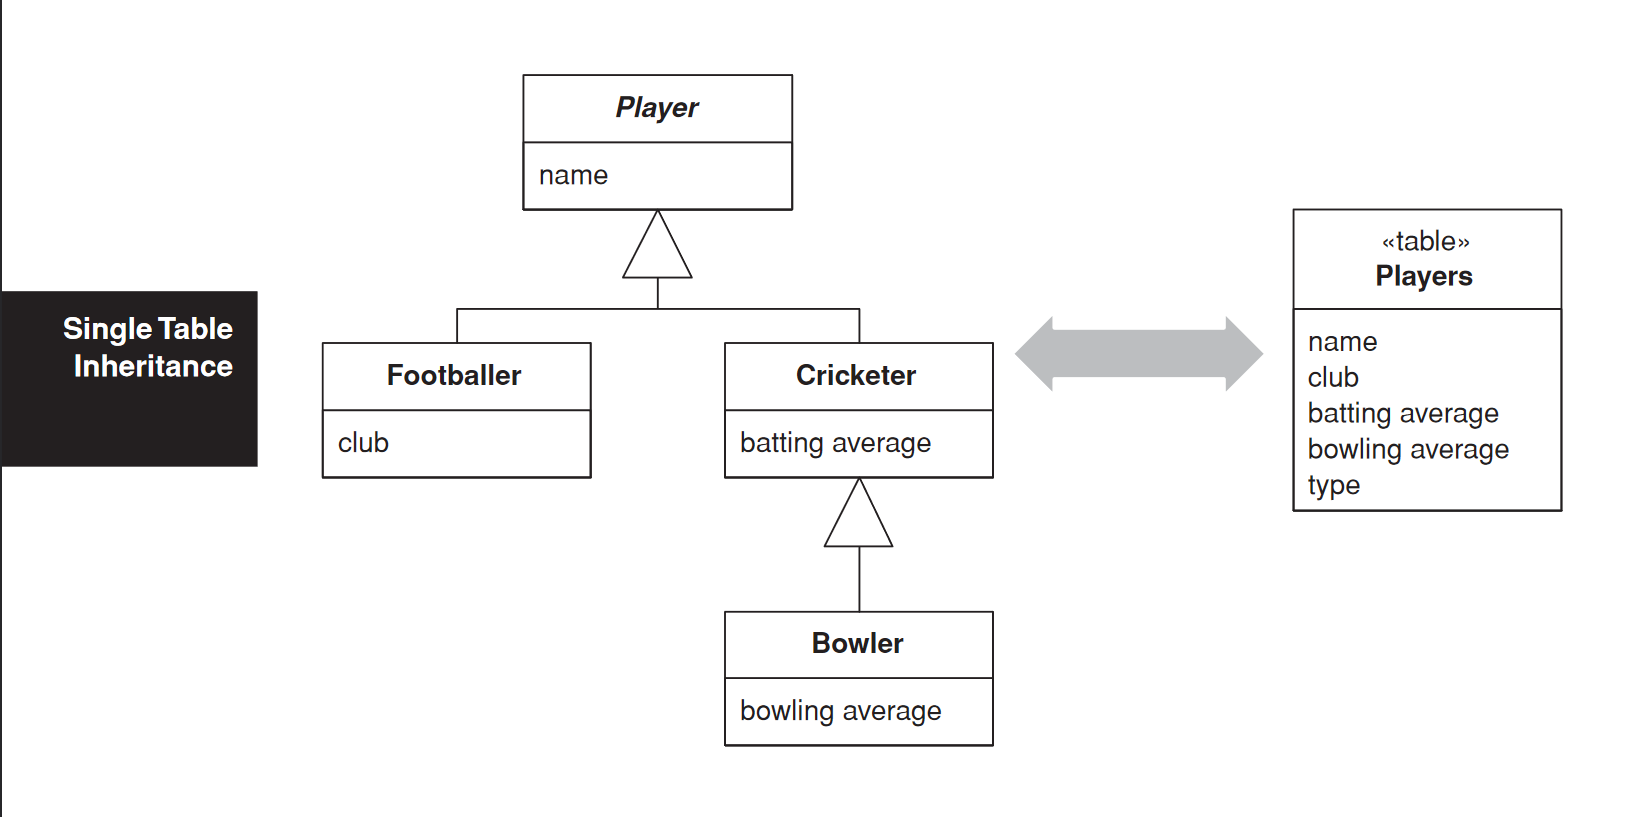 Single Table
Inheritance
Player
name
Footballer
club
Cricketer
batting average
Bowler
bowling average
«table»
Players
name
club
batting average
bowling average
type